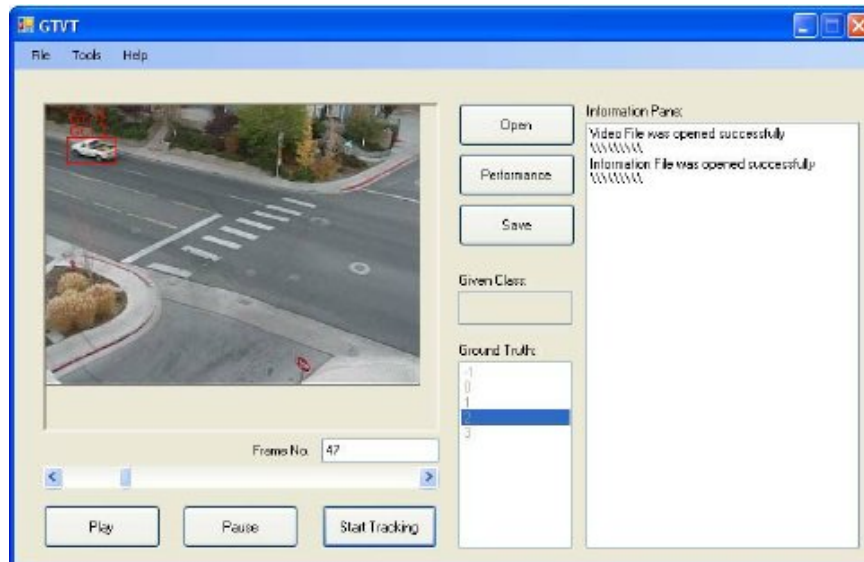 GTVT
File Tools Help
Open
Performance
Save
Given Class:
Ground Truth:
-1
0
1
2
3
Frame No. 47
Play Pause Start Tracking
Information Pane:
Video File was opened successfully
\\\\\\\\\\
Information File was opened successfully
\\\\\\\\\\